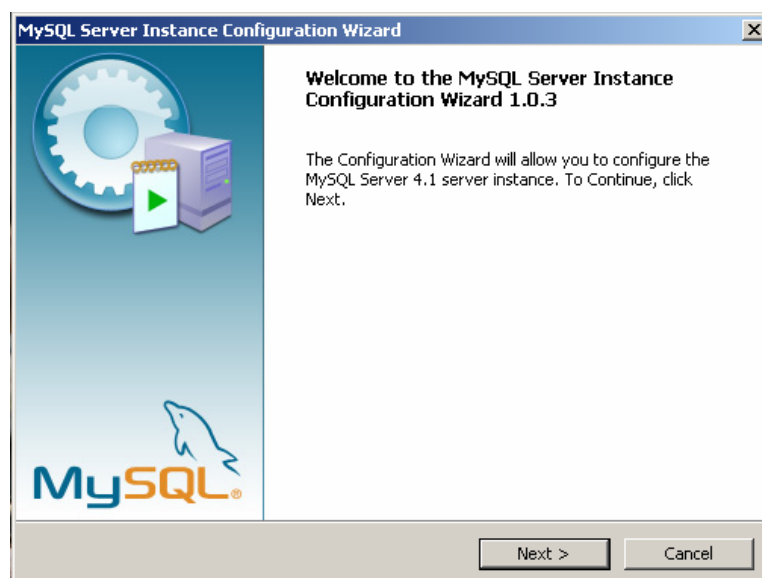 MySQL Server Instance Configuration Wizard
Welcome to the MySQL Server Instance
Configuration Wizard 1.0.3
The Configuration Wizard will allow you to configure the
MySQL Server 4.1 server instance. To Continue, click
Next.
MySQL®
Next >
Cancel